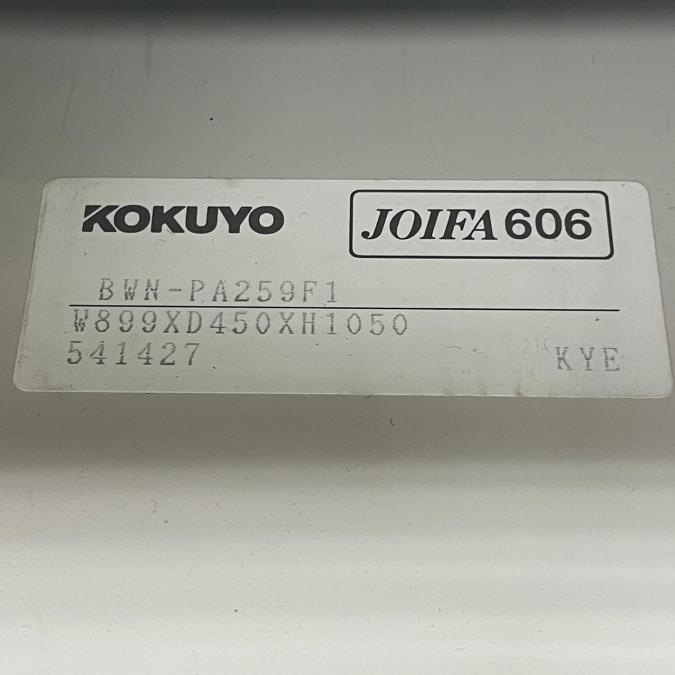 KOKUYO JOIFA 606
BWN-PA259F1
W899XD450XH1050
541427 KYE